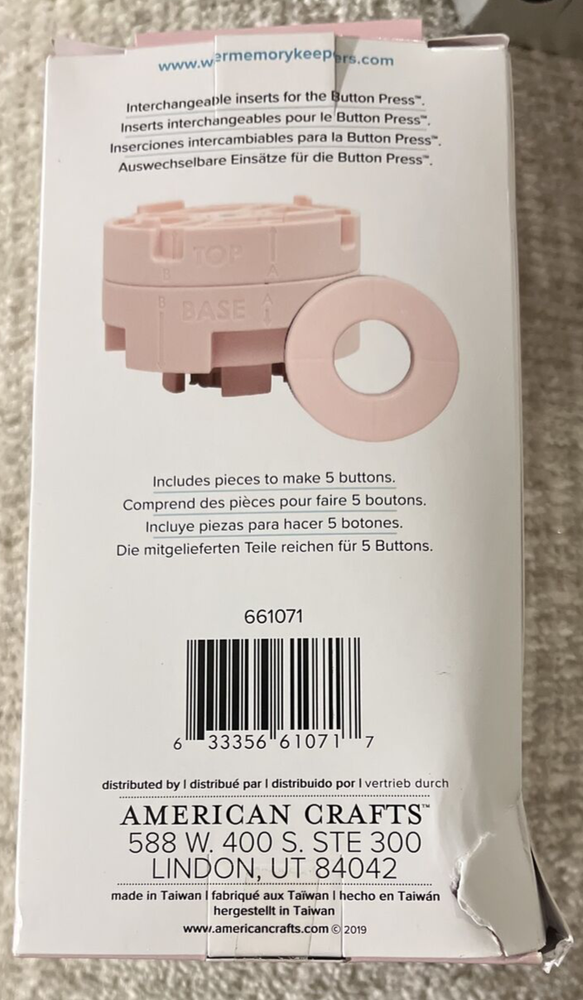 www.wermemorykeepers.com
Interchangeable inserts for the Button Press™.
Inserts interchangeables pour le Button Press™.
Inserciones intercambiables para la Button Press™.
Auswechselbare Einsätze für die Button Press™.
TOP
B A
B BASE A
Includes pieces to make 5 buttons.
Comprend des pièces pour faire 5 boutons.
Incluye piezas para hacer 5 botones.
Die mitgelieferten Teile reichen für 5 Buttons.
661071
6 33356 61071 7
distributed by | distribué par | distribuido por | vertrieb durch
AMERICAN CRAFTS™
588 W. 400 S. STE 300
LINDON, UT 84042
made in Taiwan | fabriqué aux Taïwan | hecho en Taiwán
hergestellt in Taiwan
www.americancrafts.com © 2019